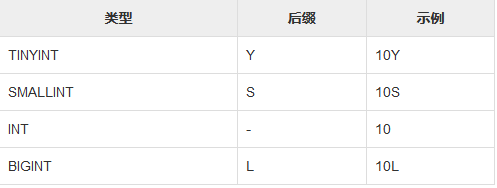 类型 后缀 示例
TINYINT Y 10Y
SMALLINT S 10S
INT - 10
BIGINT L 10L